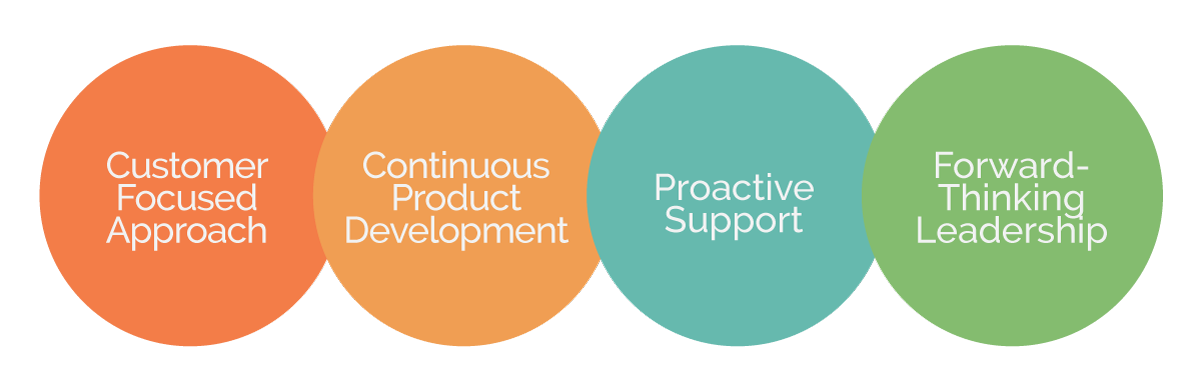 Customer
Focused
Approach
Continuous
Product
Development
Proactive
Support
Forward-
Thinking
Leadership